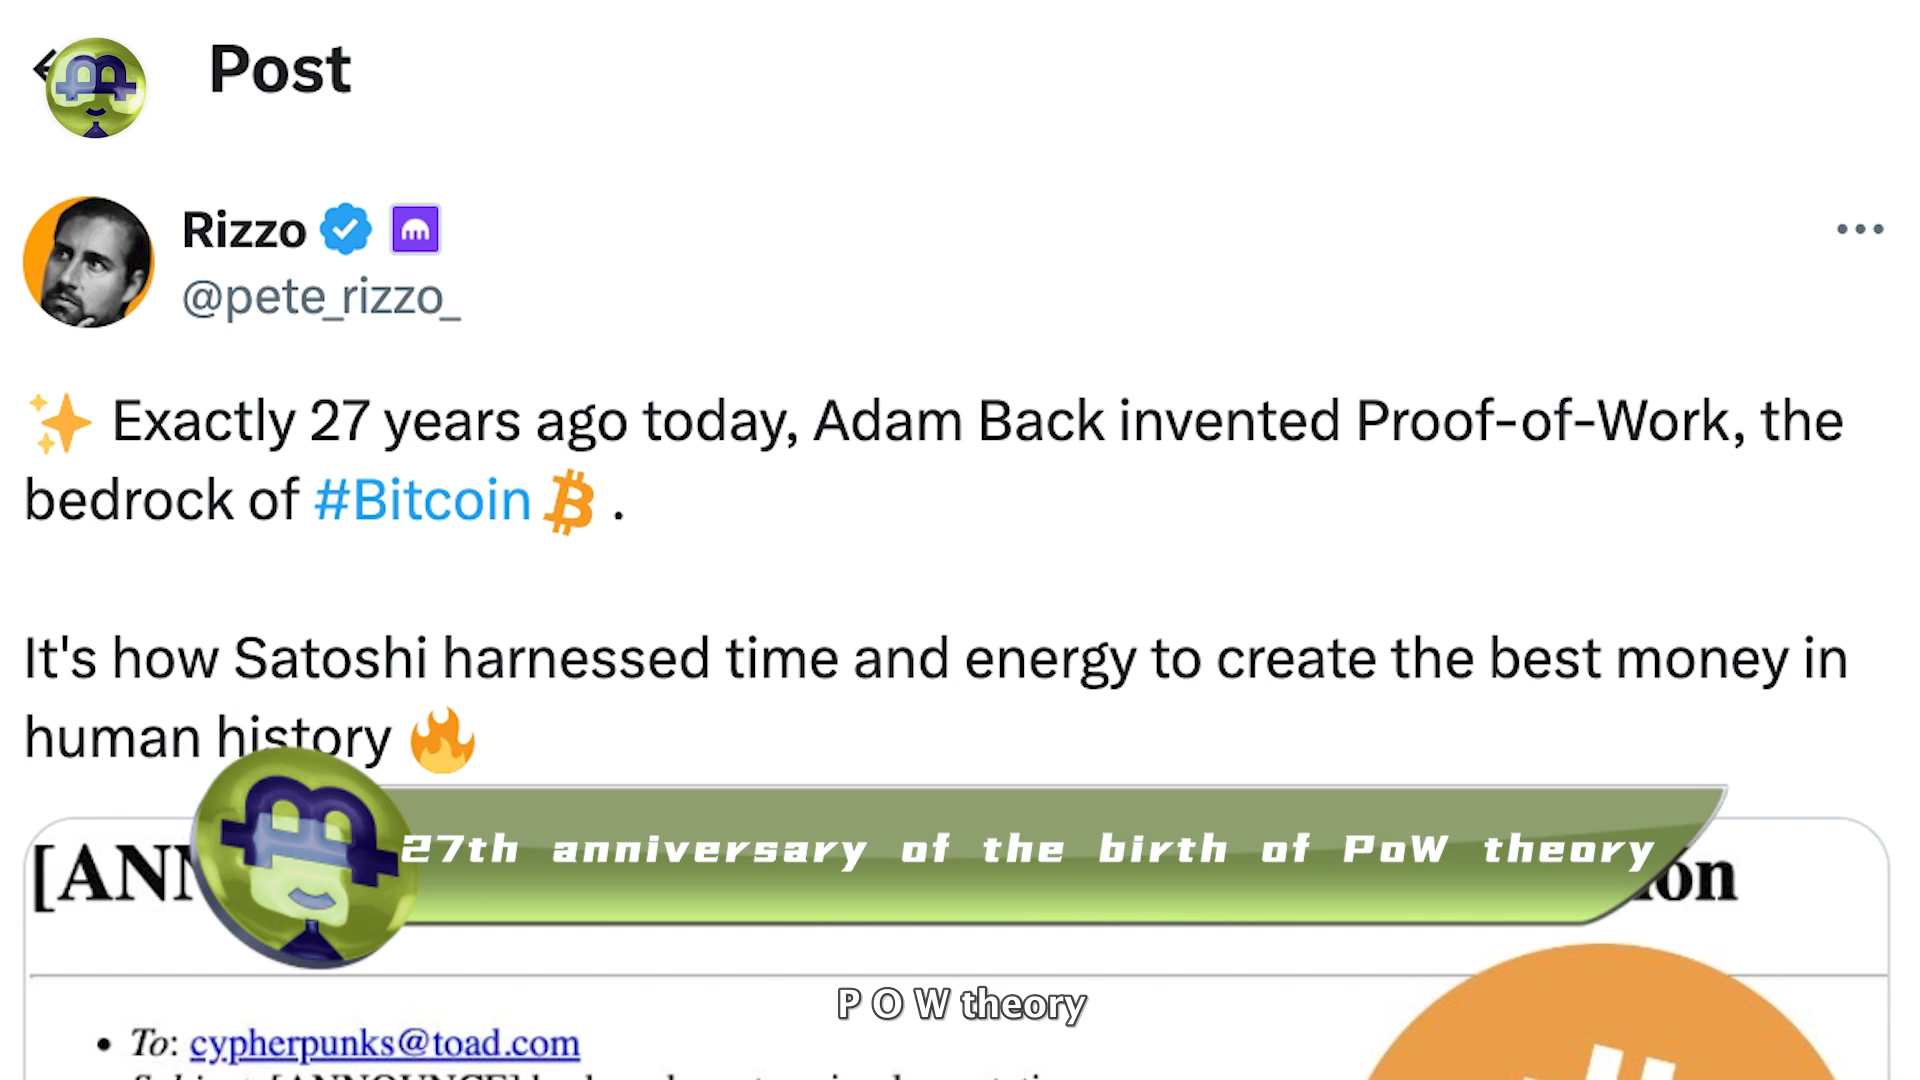 Post
Rizzo
@pete_rizzo_
Exactly 27 years ago today, Adam Back invented Proof-of-Work, the
bedrock of #Bitcoin .
It's how Satoshi harnessed time and energy to create the best money in
human history
27th anniversary of the birth of PoW theory
P O W theory
To: cypherpunks@toad.com